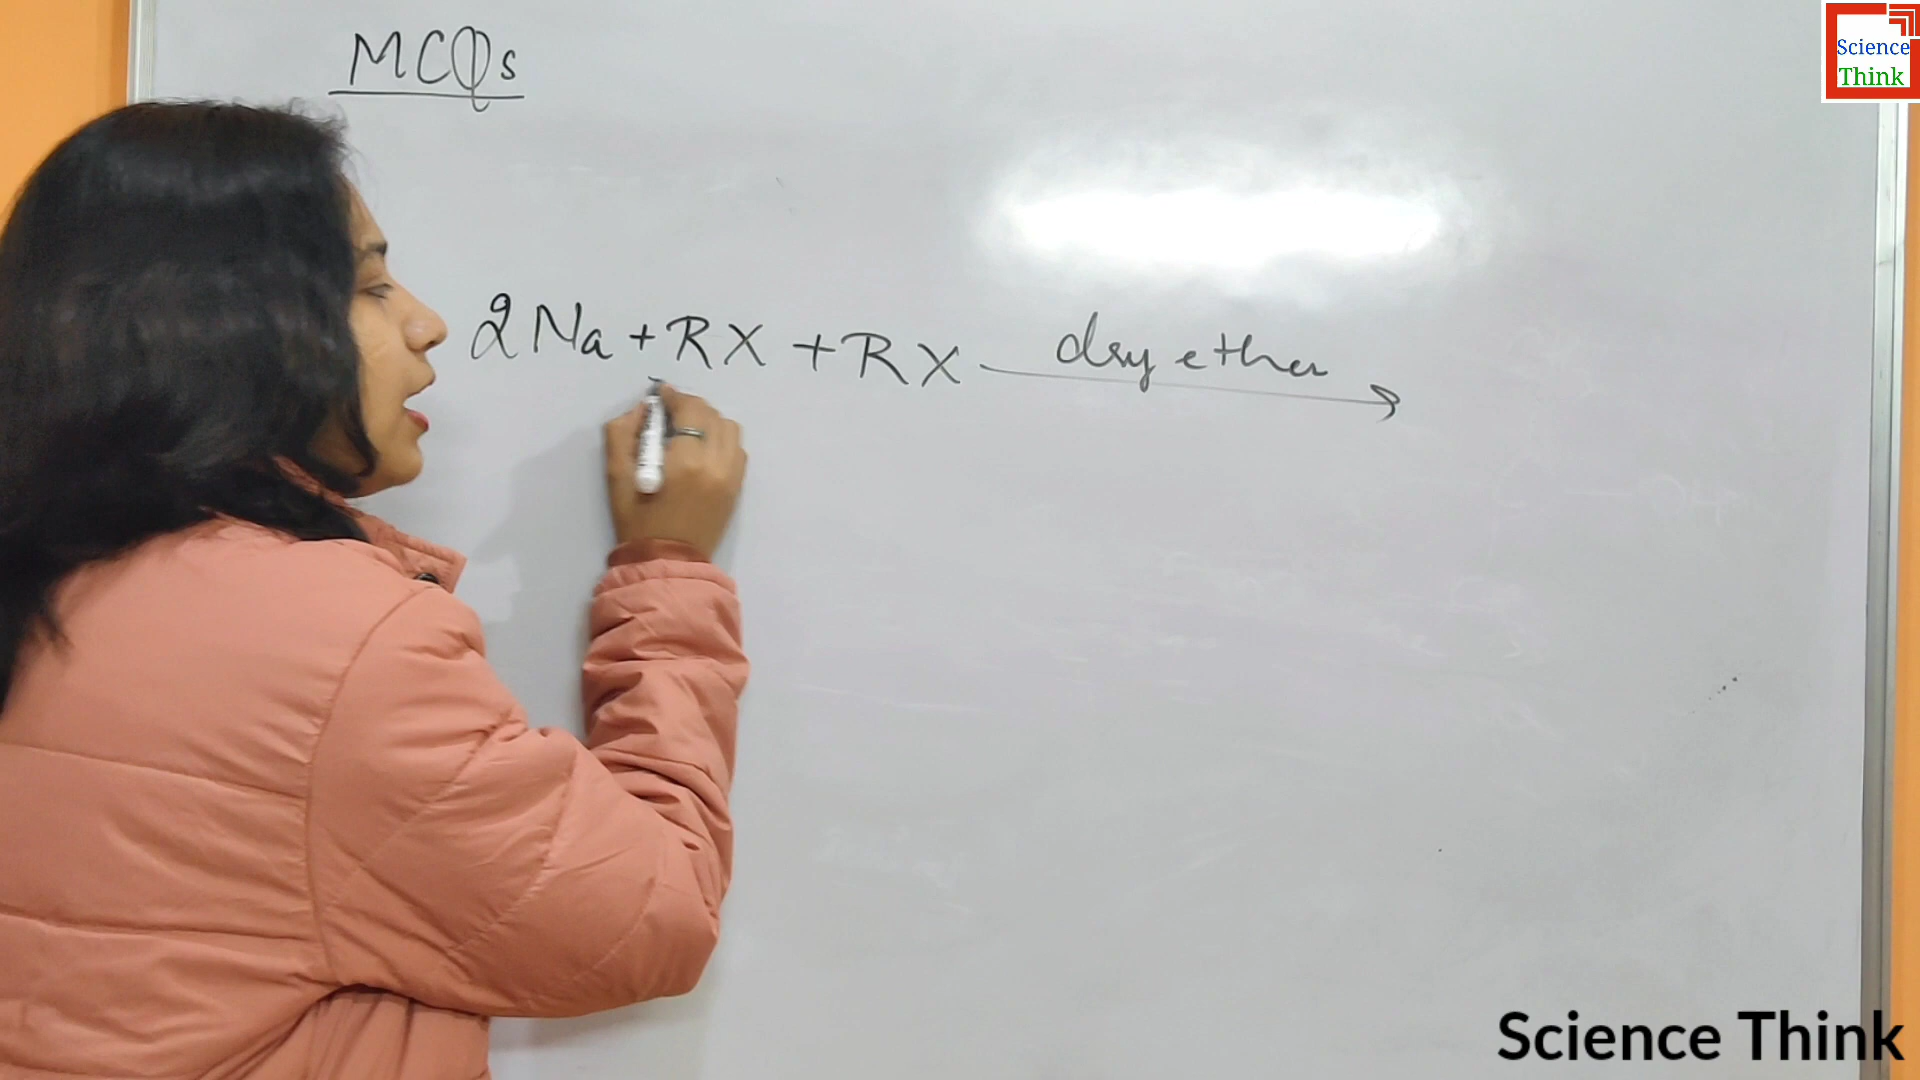 MCQs
Science
Think
2Na + RX + RX dry ether
Science Think